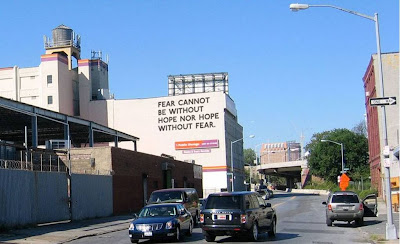 FEAR CANNOT
BE WITHOUT
HOPE NOR HOPE
WITHOUT FEAR.